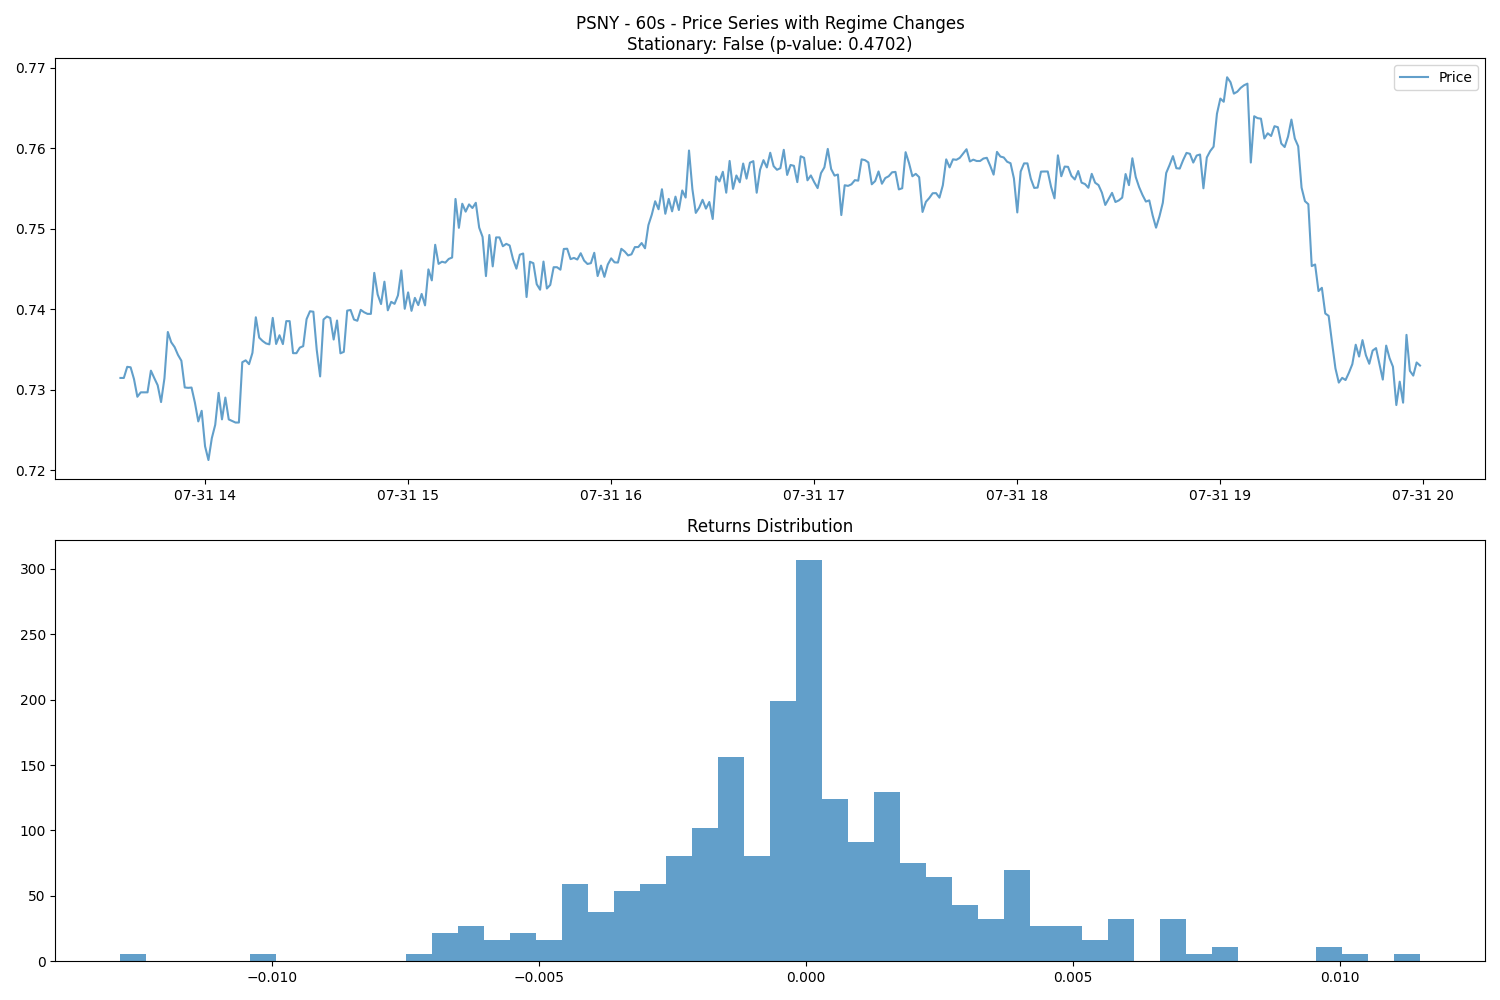 PSNY - 60s - Price Series with Regime Changes
Stationary: False (p-value: 0.4702)
Price
0.77
0.76
0.75
0.74
0.73
0.72
07-31 14 07-31 15 07-31 16 07-31 17 07-31 18 07-31 19 07-31 20
Returns Distribution
300
250
200
150
100
50
0
−0.010 −0.005 0.000 0.005 0.010